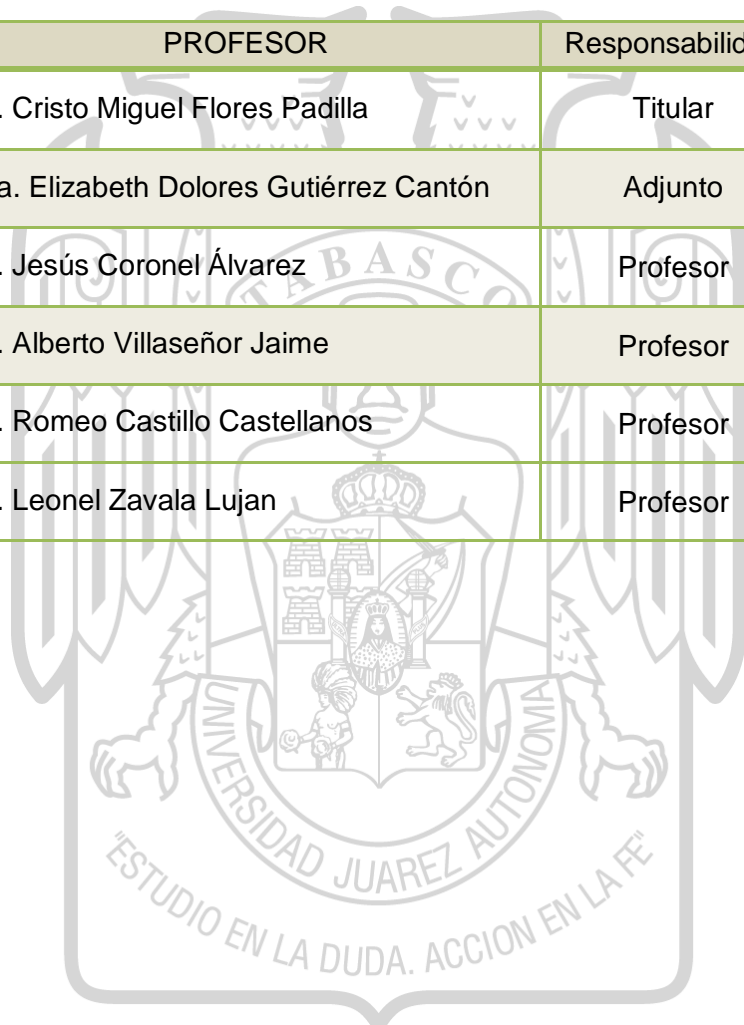 PROFESOR Responsabilid
. Cristo Miguel Flores Padilla Titular
a. Elizabeth Dolores Gutiérrez Cantón Adjunto
. Jesús Coronel Álvarez Profesor
. Alberto Villaseñor Jaime Profesor
. Romeo Castillo Castellanos Profesor
. Leonel Zavala Lujan Profesor
TABASCO
UNIVERSIDAD JUAREZ AUTONOMA
"ESTUDIO EN LA DUDA. ACCION EN LA FE"